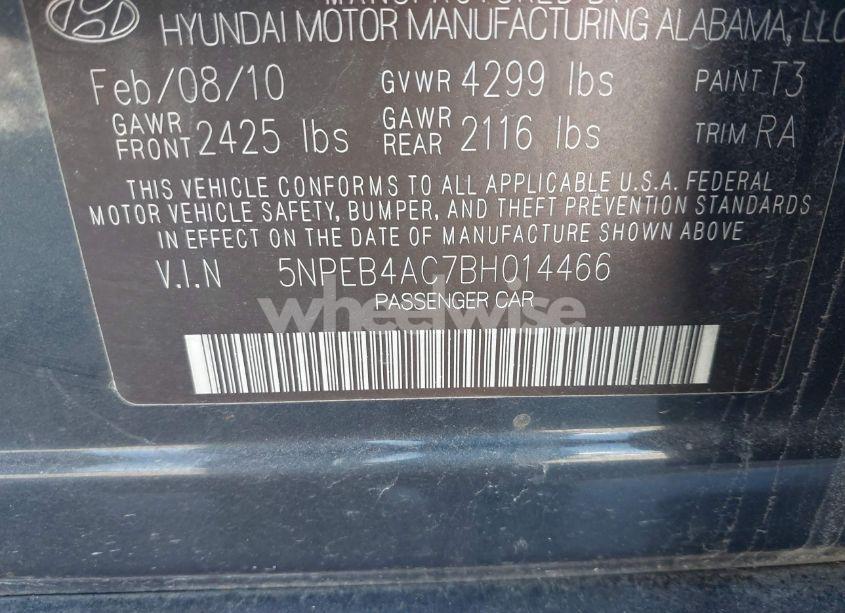 MANUFACTURED BY
HYUNDAI MOTOR MANUFACTURING ALABAMA, LLC
Feb/08/10 GVWR 4299 lbs PAINT T3
GAWR FRONT 2425 lbs GAWR REAR 2116 lbs TRIM RA
THIS VEHICLE CONFORMS TO ALL APPLICABLE U.S.A. FEDERAL
MOTOR VEHICLE SAFETY, BUMPER, AND THEFT PREVENTION STANDARDS
IN EFFECT ON THE DATE OF MANUFACTURE SHOWN ABOVE
V.I.N 5NPEB4AC7BH014466
wheelwise
PASSENGER CAR